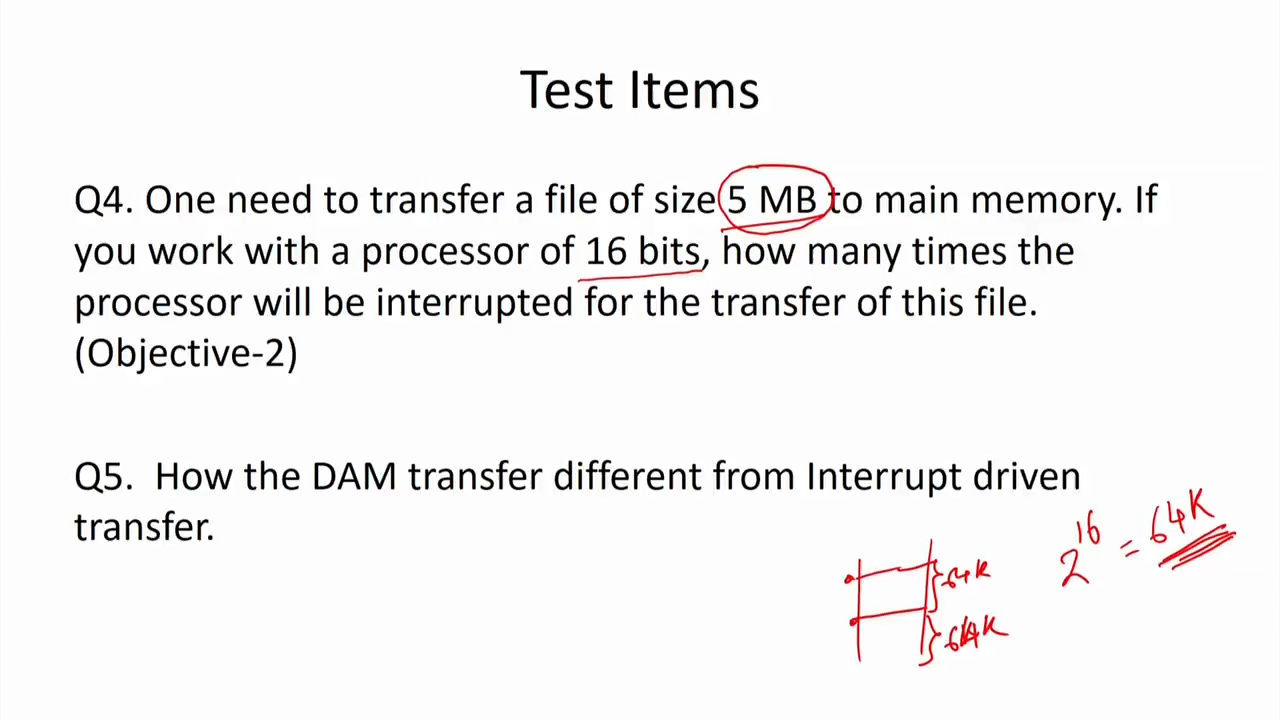 Test Items
Q4. One need to transfer a file of size 5 MB to main memory. If
you work with a processor of 16 bits, how many times the
processor will be interrupted for the transfer of this file.
(Objective-2)
Q5. How the DAM transfer different from Interrupt driven
transfer.
2^16 = 64K
64K
64K